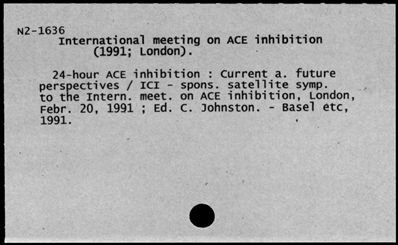 N2-1636
International meeting on ACE inhibition
(1991; London).
24-hour ACE inhibition : Current a. future
perspectives / ICI - spons. satellite symp.
to the Intern. meet. on ACE inhibition, London,
Febr. 20, 1991 ; Ed. C. Johnston. - Basel etc,
1991.